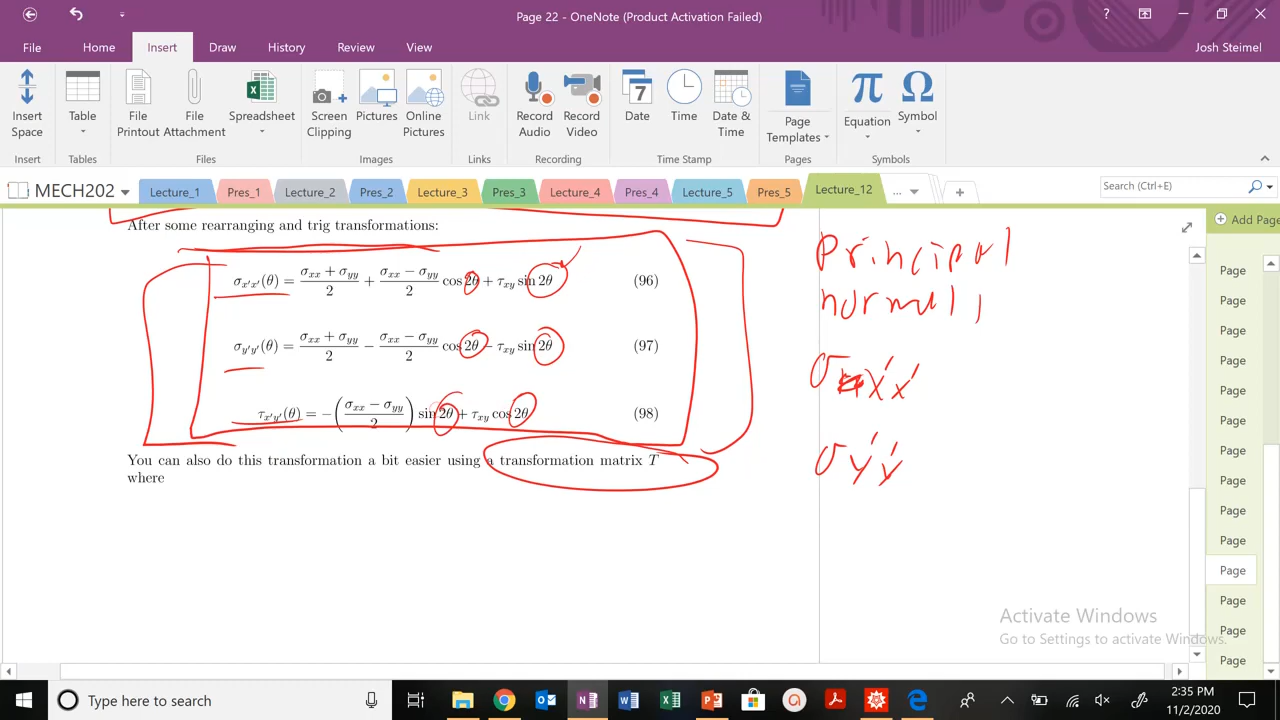 Page 22 - OneNote (Product Activation Failed)
?
File Home Insert Draw History Review View Josh Steimel
Insert Space
Table
File Printout
File Attachment
Spreadsheet
Screen Clipping
Pictures
Online Pictures
Link
Record Audio
Record Video
7
Date
Time
Date & Time
Page Templates
π
Equation
Ω
Symbol
Insert Tables Files Images Links Recording Time Stamp Pages Symbols
MECH202 Lecture_1 Pres_1 Lecture_2 Pres_2 Lecture_3 Pres_3 Lecture_4 Pres_4 Lecture_5 Pres_5 Lecture_12 ... + Search (Ctrl+E)
After some rearranging and trig transformations:
σx′x′(θ) = (σxx + σyy)/2 + (σxx − σyy)/2 cos 2θ + τxy sin 2θ (96)
σy′y′(θ) = (σxx + σyy)/2 − (σxx − σyy)/2 cos 2θ − τxy sin 2θ (97)
τx′y′(θ) = −((σxx − σyy)/2) sin 2θ + τxy cos 2θ (98)
You can also do this transformation a bit easier using a transformation matrix T
where
Principal
σx′x′
σy′y′
Add Page
Page
Page
Page
Page
Page
Page
Page
Page
Page
Page
Page
Page
Page
Page
Activate Windows
Go to Settings to activate Windows.
Type here to search
2:35 PM
11/2/2020